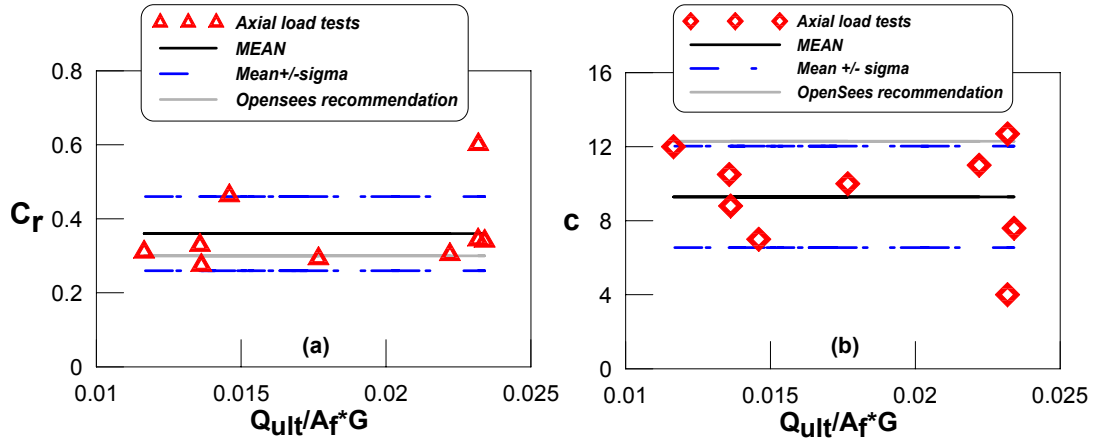 Axial load tests
MEAN
Mean+/-sigma
Opensees recommendation
0.8
0.6
0.4
0.2
0
Cr
0.01
0.015
0.02
0.025
(a)
Qult/Af*G
Axial load tests
MEAN
Mean +/- sigma
OpenSees recommendation
16
12
8
4
0
c
0.01
0.015
0.02
0.025
(b)
Qult/Af*G